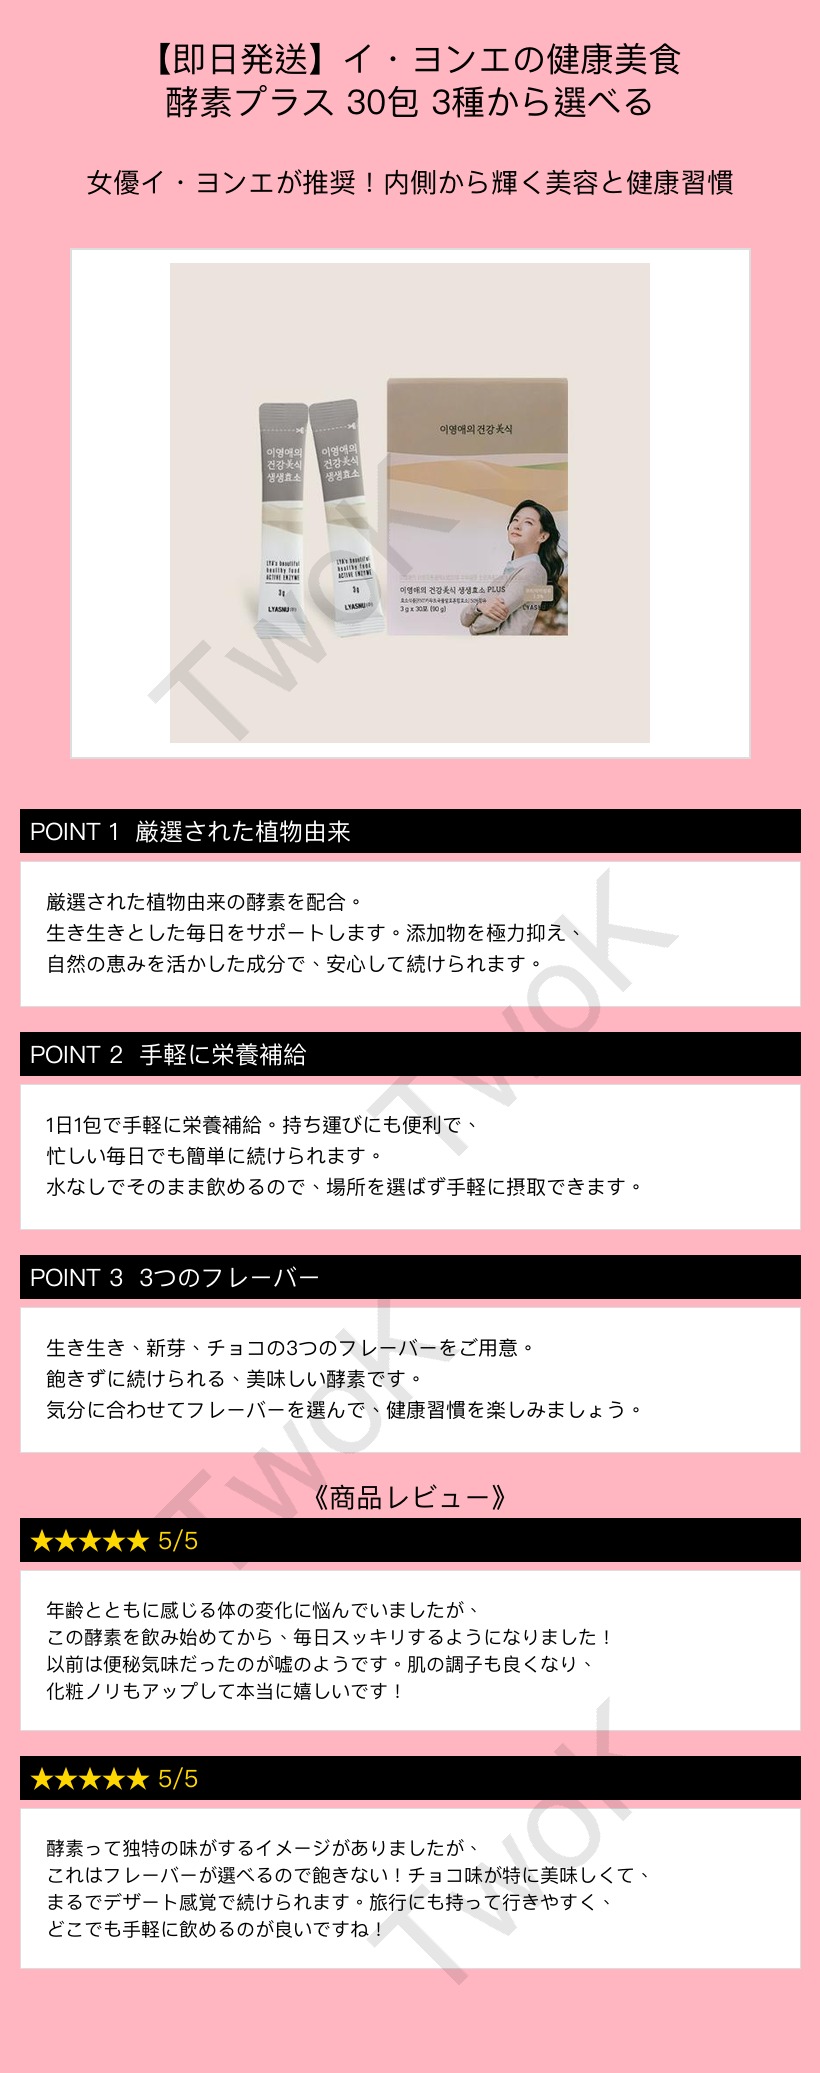 【即日発送】イ・ヨンエの健康美食
酵素プラス 30包 3種から選べる
女優イ・ヨンエが推奨！内側から輝く美容と健康習慣
이영애의
건강美식
생생효소
LYA's beautiful
healthy food
ACTIVE ENZYME
3g
LYASNU
이영애의
건강美식
생생효소
LYA's beautiful
healthy food
ACTIVE ENZYME
3g
LYASNU
이영애의 건강美식
이영애의 건강美식 생생효소 PLUS
3 g x 30포 (90 g)
LYASNU
TwoK
POINT 1 厳選された植物由来
厳選された植物由来の酵素を配合。
生き生きとした毎日をサポートします。添加物を極力抑え、
自然の恵みを活かした成分で、安心して続けられます。
TwoK
POINT 2 手軽に栄養補給
1日1包で手軽に栄養補給。持ち運びにも便利で、
忙しい毎日でも簡単に続けられます。
水なしでそのまま飲めるので、場所を選ばず手軽に摂取できます。
POINT 3 3つのフレーバー
生き生き、新芽、チョコの3つのフレーバーをご用意。
飽きずに続けられる、美味しい酵素です。
気分に合わせてフレーバーを選んで、健康習慣を楽しみましょう。
TwoK
《商品レビュー》
★★★★★ 5/5
年齢とともに感じる体の変化に悩んでいましたが、
この酵素を飲み始めてから、毎日スッキリするようになりました！
以前は便秘気味だったのが嘘のようです。肌の調子も良くなり、
化粧ノリもアップして本当に嬉しいです！
★★★★★ 5/5
酵素って独特の味がするイメージがありましたが、
これはフレーバーが選べるので飽きない！チョコ味が特に美味しくて、
まるでデザート感覚で続けられます。旅行にも持って行きやすく、
どこでも手軽に飲めるのが良いですね！
TwoK